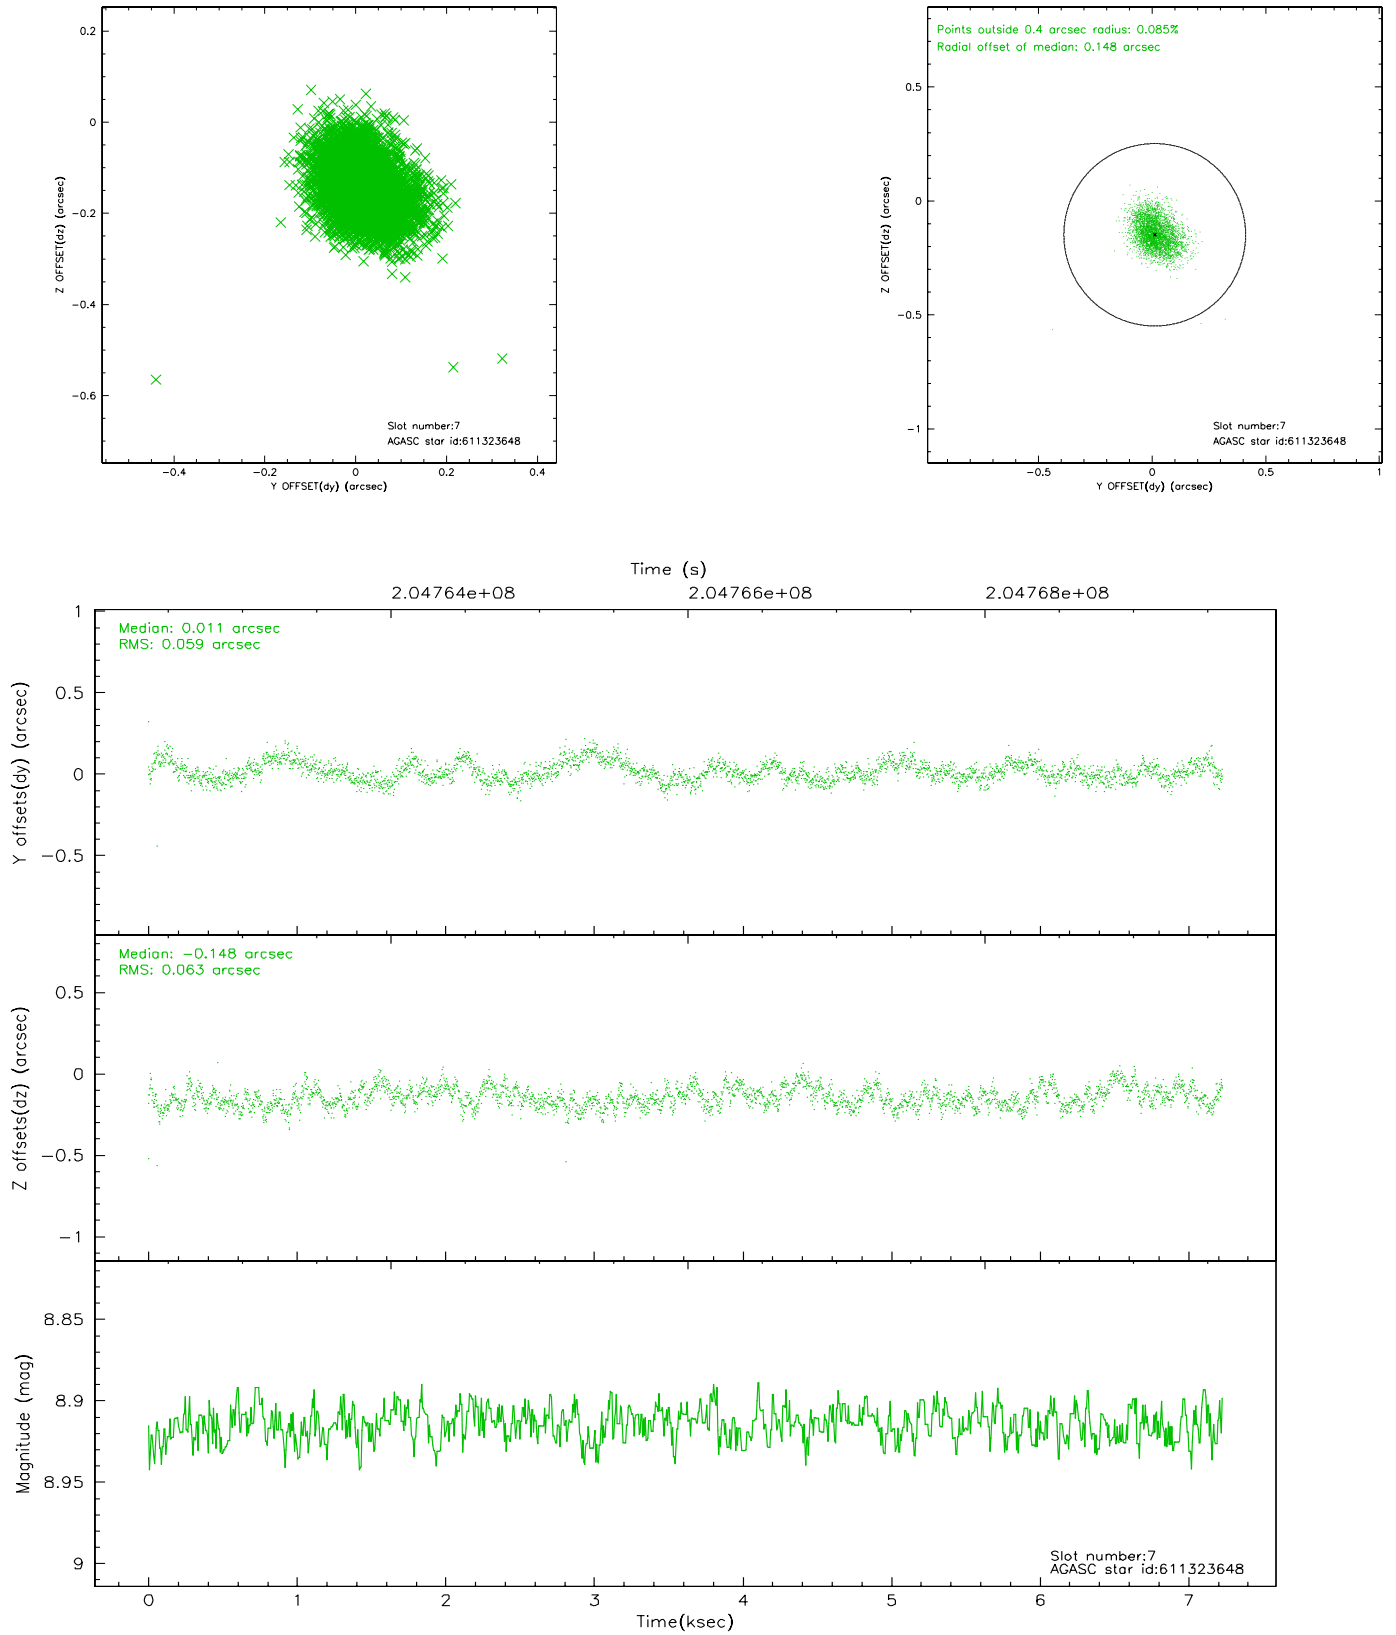 0.2
0
−0.2
−0.4
−0.6
Z OFFSET(dz) (arcsec)
Slot number:7
AGASC star id:611323648
−0.4
−0.2
0
0.2
0.4
Y OFFSET(dy) (arcsec)
Points outside 0.4 arcsec radius: 0.085%
Radial offset of median: 0.148 arcsec
0.5
0
−0.5
−1
Z OFFSET(dz) (arcsec)
Slot number:7
AGASC star id:611323648
−0.5
0
0.5
1
Y OFFSET(dy) (arcsec)
Time (s)
2.04764e+08
2.04766e+08
2.04768e+08
Median: 0.011 arcsec
RMS: 0.059 arcsec
1
0.5
0
−0.5
Y offsets(dy) (arcsec)
Median: −0.148 arcsec
RMS: 0.063 arcsec
0.5
0
−0.5
−1
Z offsets(dz) (arcsec)
8.85
8.9
8.95
9
Magnitude (mag)
Slot number:7
AGASC star id:611323648
0
1
2
3
4
5
6
7
Time(ksec)